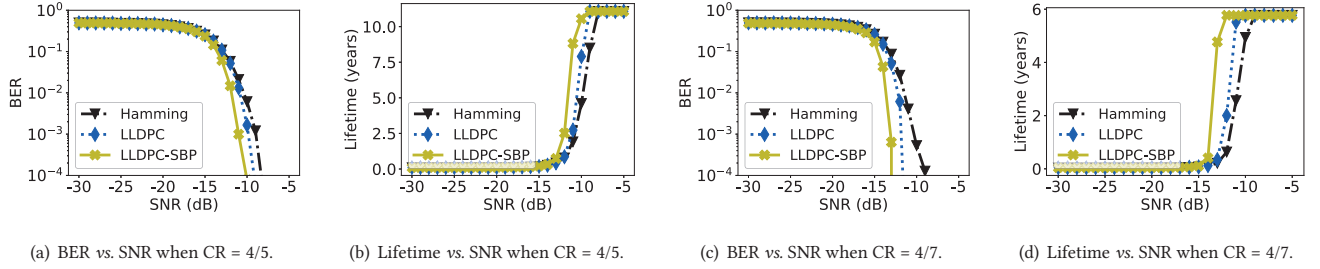 10^0
10^-1
10^-2
10^-3
10^-4
BER
Hamming
LLDPC
LLDPC-SBP
-30 -25 -20 -15 -10 -5
SNR (dB)
(a) BER vs. SNR when CR = 4/5.
10.0
7.5
5.0
2.5
0.0
Lifetime (years)
Hamming
LLDPC
LLDPC-SBP
-30 -25 -20 -15 -10 -5
SNR (dB)
(b) Lifetime vs. SNR when CR = 4/5.
10^0
10^-1
10^-2
10^-3
10^-4
BER
Hamming
LLDPC
LLDPC-SBP
-30 -25 -20 -15 -10 -5
SNR (dB)
(c) BER vs. SNR when CR = 4/7.
6
4
2
0
Lifetime (years)
Hamming
LLDPC
LLDPC-SBP
-30 -25 -20 -15 -10 -5
SNR (dB)
(d) Lifetime vs. SNR when CR = 4/7.